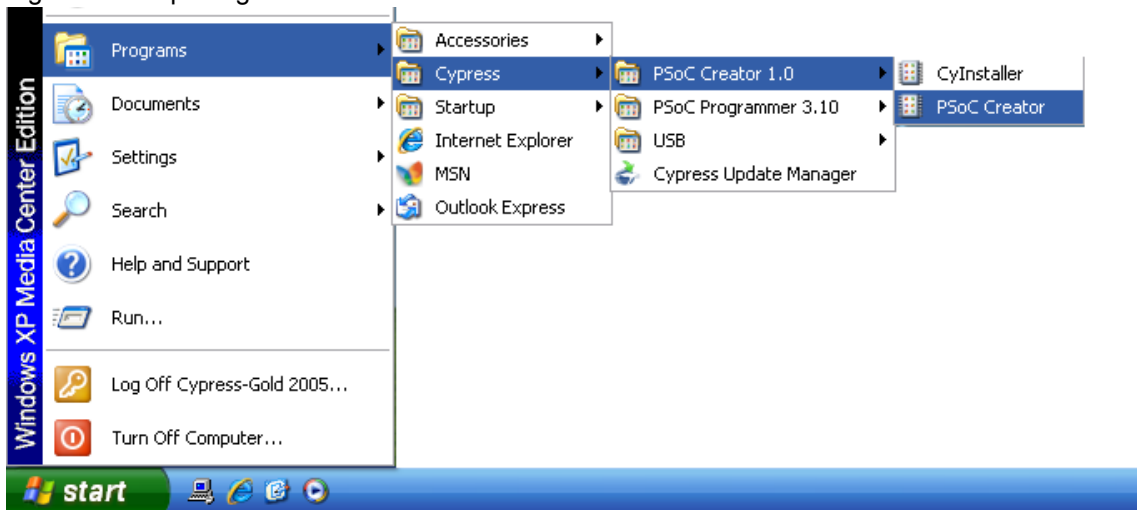 Programs
Documents
Settings
Search
Help and Support
Run...
Log Off Cypress-Gold 2005...
Turn Off Computer...
Windows XP Media Center Edition
Accessories
Cypress
Startup
Internet Explorer
MSN
Outlook Express
PSoC Creator 1.0
PSoC Programmer 3.10
USB
Cypress Update Manager
CyInstaller
PSoC Creator
start